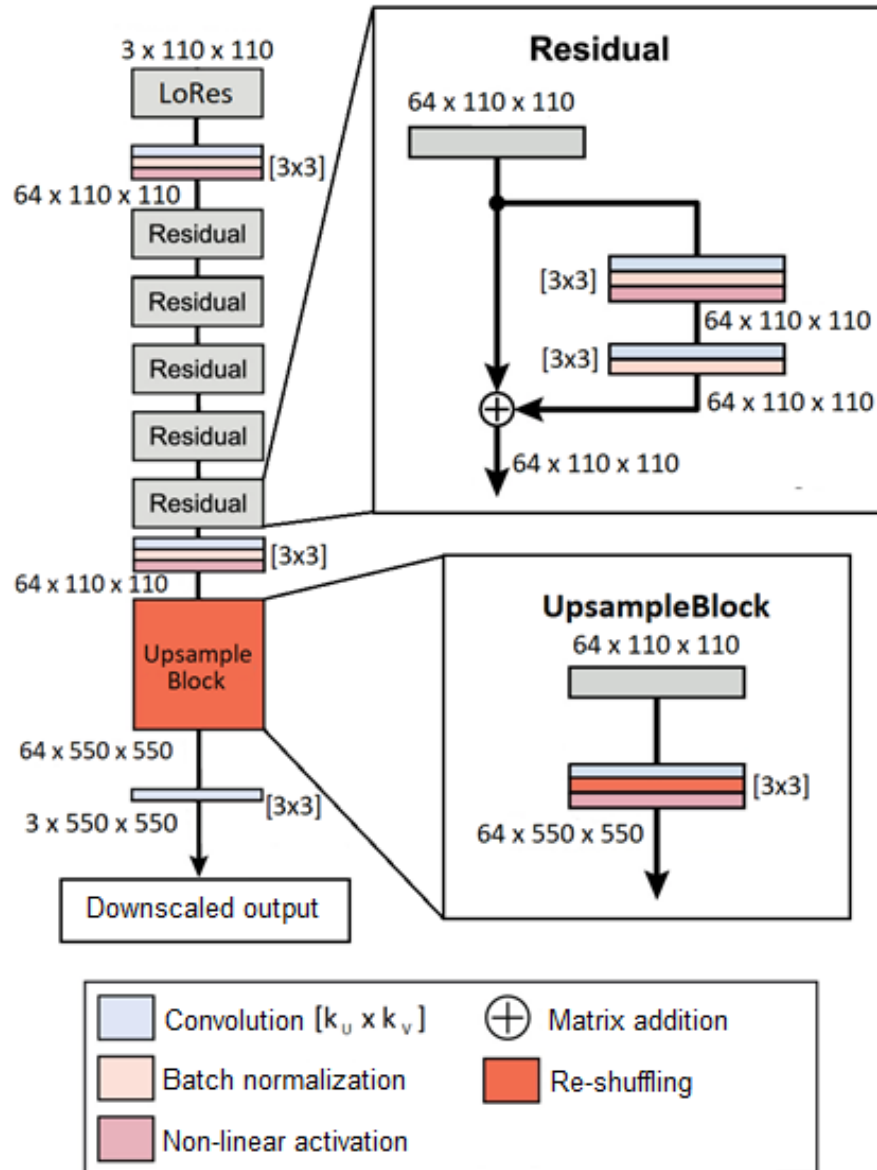 3 x 110 x 110
LoRes
[3x3]
64 x 110 x 110
Residual
Residual
Residual
Residual
Residual
[3x3]
64 x 110 x 110
Upsample
Block
64 x 550 x 550
[3x3]
3 x 550 x 550
Downscaled output
Residual
64 x 110 x 110
[3x3]
64 x 110 x 110
[3x3]
64 x 110 x 110
64 x 110 x 110
UpsampleBlock
64 x 110 x 110
[3x3]
64 x 550 x 550
Convolution [k_u x k_v]
Matrix addition
Batch normalization
Re-shuffling
Non-linear activation